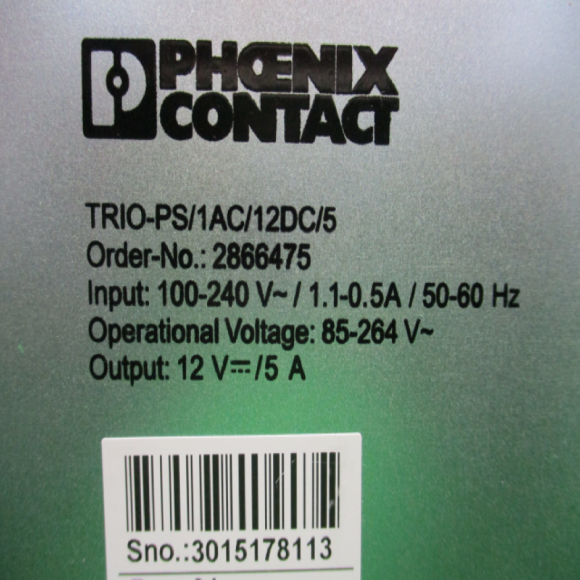 PHŒNIX
CONTACT
TRIO-PS/1AC/12DC/5
Order-No.: 2866475
Input: 100-240 V~ / 1.1-0.5A / 50-60 Hz
Operational Voltage: 85-264 V~
Output: 12 V⎓/5 A
Sno.:3015178113